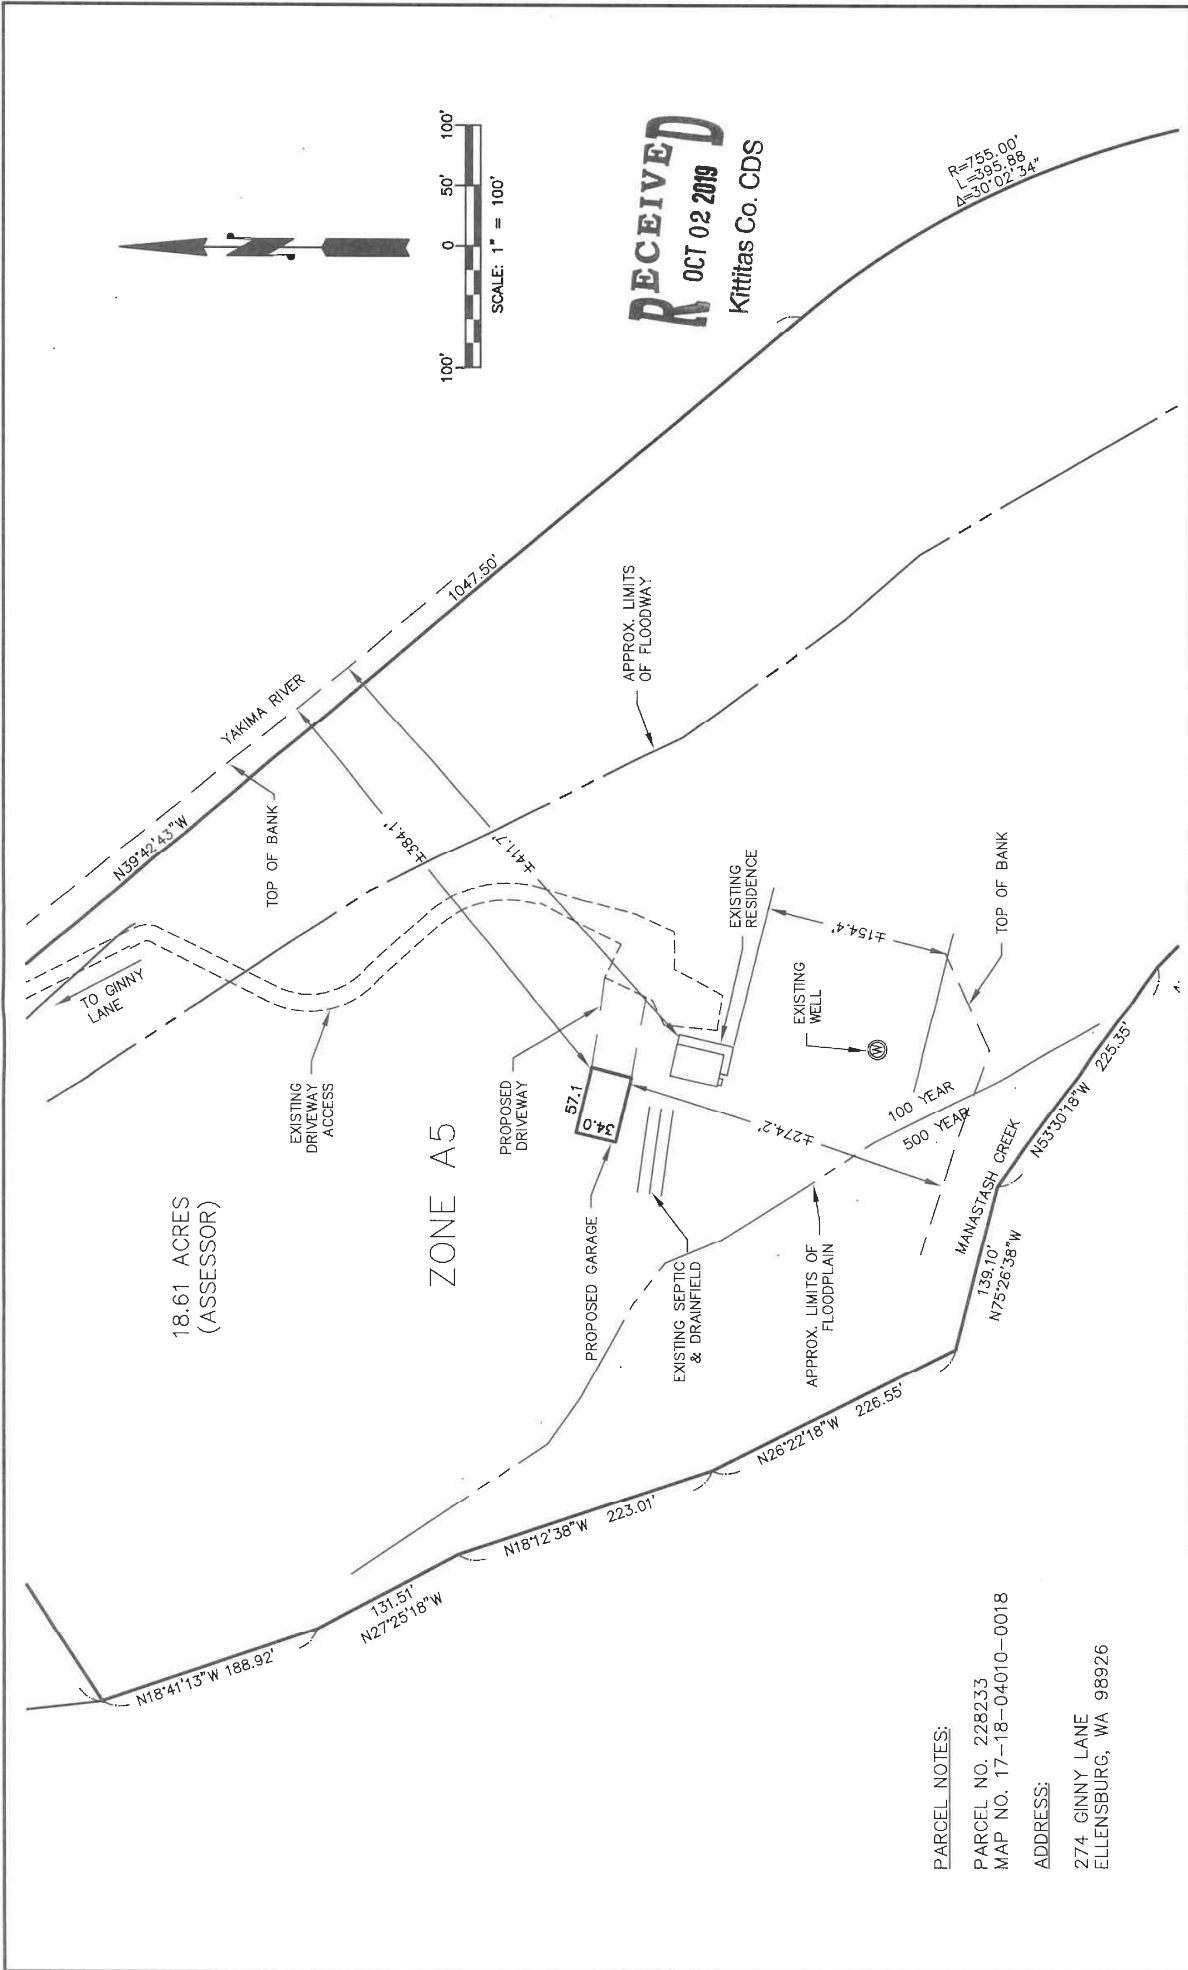 18.61 ACRES
(ASSESSOR)
ZONE A5
TO GINNY
LANE
EXISTING
DRIVEWAY
ACCESS
N39°42'43"W
1047.50'
YAKIMA RIVER
TOP OF BANK
±384.1'
±411.7'
APPROX. LIMITS
OF FLOODWAY
100'
0
50'
100'
SCALE: 1" = 100'
RECEIVED
OCT 02 2019
Kittitas Co. CDS
R=755.00'
L=395.88
Δ=30°02'34"
PROPOSED
DRIVEWAY
57.1
34.0
PROPOSED GARAGE
EXISTING SEPTIC
& DRAINFIELD
EXISTING
RESIDENCE
±154.4'
±274.2'
EXISTING
WELL
W
TOP OF BANK
100 YEAR
500 YEAR
APPROX. LIMITS OF
FLOODPLAIN
MANASTASH CREEK
N53°30'18"W 225.35'
139.10'
N75°26'38"W
N26°22'18"W 226.55'
N18°12'38"W 223.01'
131.51'
N27°25'18"W
N18°41'13"W 188.92'
PARCEL NOTES:
PARCEL NO. 228233
MAP NO. 17-18-04010-0018
ADDRESS:
274 GINNY LANE
ELLENSBURG, WA 98926